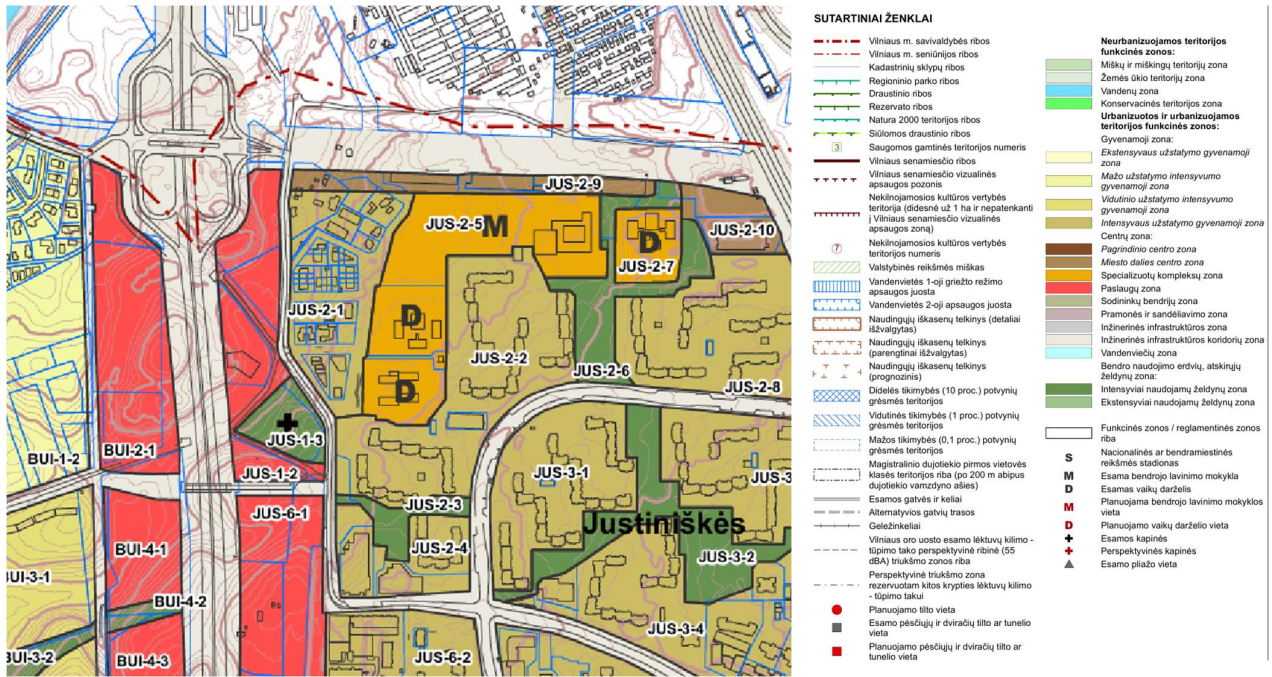 JUS-2-9
JUS-2-5
M
D
JUS-2-7
JUS-2-10
JUS-2-1
D
JUS-2-2
JUS-2-6
JUS-2-8
D
JUS-1-3
BUI-1-2
BUI-2-1
JUS-1-2
JUS-3-1
JUS-3
JUS-2-3
JUS-6-1
Justiniškės
BUI-4-1
JUS-2-4
JUS-3-2
BUI-3-1
BUI-4-2
JUS-3-4
BUI-3-2
BUI-4-3
JUS-6-2
SUTARTINIAI ŽENKLAI
Vilniaus m. savivaldybės ribos
Vilniaus m. seniūnijos ribos
Kadastrinių sklypų ribos
Regioninio parko ribos
Draustinio ribos
Rezervato ribos
Natura 2000 teritorijos ribos
Siūlomos draustinio ribos
3
Saugomos gamtinės teritorijos numeris
Vilniaus senamiesčio ribos
Vilniaus senamiesčio vizualinės
apsaugos pozonis
Nekilnojamosios kultūros vertybės
teritorija (didesnė už 1 ha ir nepatenkanti
į Vilniaus senamiesčio vizualinės
apsaugos zoną)
7
Nekilnojamosios kultūros vertybės
teritorijos numeris
Valstybinės reikšmės miškas
Vandenvietės 1-oji griežto režimo
apsaugos juosta
Vandenvietės 2-oji apsaugos juosta
Naudingųjų iškasenų telkinys (detaliai
išžvalgytas)
Naudingųjų iškasenų telkinys
(parengtinai išžvalgytas)
Naudingųjų iškasenų telkinys
(prognozinis)
Didelės tikimybės (10 proc.) potvynių
grėsmės teritorijos
Vidutinės tikimybės (1 proc.) potvynių
grėsmės teritorijos
Mažos tikimybės (0,1 proc.) potvynių
grėsmės teritorijos
Magistralinio dujotiekio pirmos vietovės
klasės teritorijos riba (po 200 m abipus
dujotiekio vamzdyno ašies)
Esamos gatvės ir keliai
Alternatyvios gatvių trasos
Geležinkeliai
Vilniaus oro uosto esamo lėktuvų kilimo -
tūpimo tako perspektyvinė ribinė (55
dBA) triukšmo zonos riba
Perspektyvinė triukšmo zona
rezervuotam kitos krypties lėktuvų kilimo
- tūpimo takui
Planuojamo tilto vieta
Esamo pėsčiųjų ir dviračių tilto ar tunelio
vieta
Planuojamo pėsčiųjų ir dviračių tilto ar
tunelio vieta
Neurbanizuojamos teritorijos
funkcinės zonos:
Miškų ir miškingų teritorijų zona
Žemės ūkio teritorijų zona
Vandenų zona
Konservacinės teritorijos zona
Urbanizuotos ir urbanizuojamos
teritorijos funkcinės zonos:
Gyvenamoji zona:
Ekstensyvaus užstatymo gyvenamoji
zona
Mažo užstatymo intensyvumo
gyvenamoji zona
Vidutinio užstatymo intensyvumo
gyvenamoji zona
Intensyvaus užstatymo gyvenamoji zona
Centrų zona:
Pagrindinio centro zona
Miesto dalies centro zona
Specializuotų kompleksų zona
Paslaugų zona
Sodininkų bendrijų zona
Pramonės ir sandėliavimo zona
Inžinerinės infrastruktūros zona
Inžinerinės infrastruktūros koridorių zona
Vandenviečių zona
Bendro naudojimo erdvių, atskirųjų
želdynų zona:
Intensyviai naudojamų želdynų zona
Ekstensyviai naudojamų želdynų zona
Funkcinės zonos / reglamentinės zonos
riba
S
Nacionalinės ar bendramiestinės
reikšmės stadionas
M
Esama bendrojo lavinimo mokykla
D
Esamas vaikų darželis
M
Planuojama bendrojo lavinimo mokyklos
vieta
D
Planuojamo vaikų darželio vieta
Esamos kapinės
Perspektyvinės kapinės
Esamo pliažo vieta